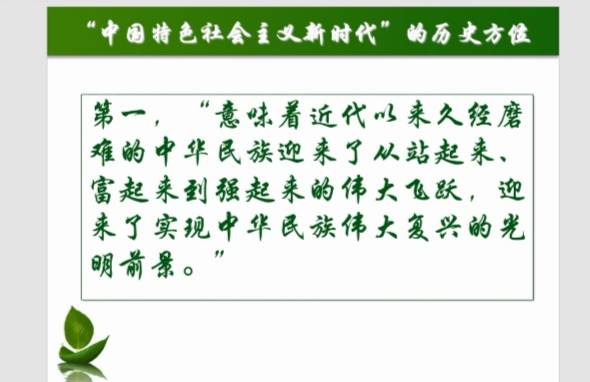 “中国特色社会主义新时代”的历史方位
第一，“意味着近代以来久经磨
难的中华民族迎来了从站起来、
富起来到强起来的伟大飞跃，迎
来了实现中华民族伟大复兴的光
明前景。”